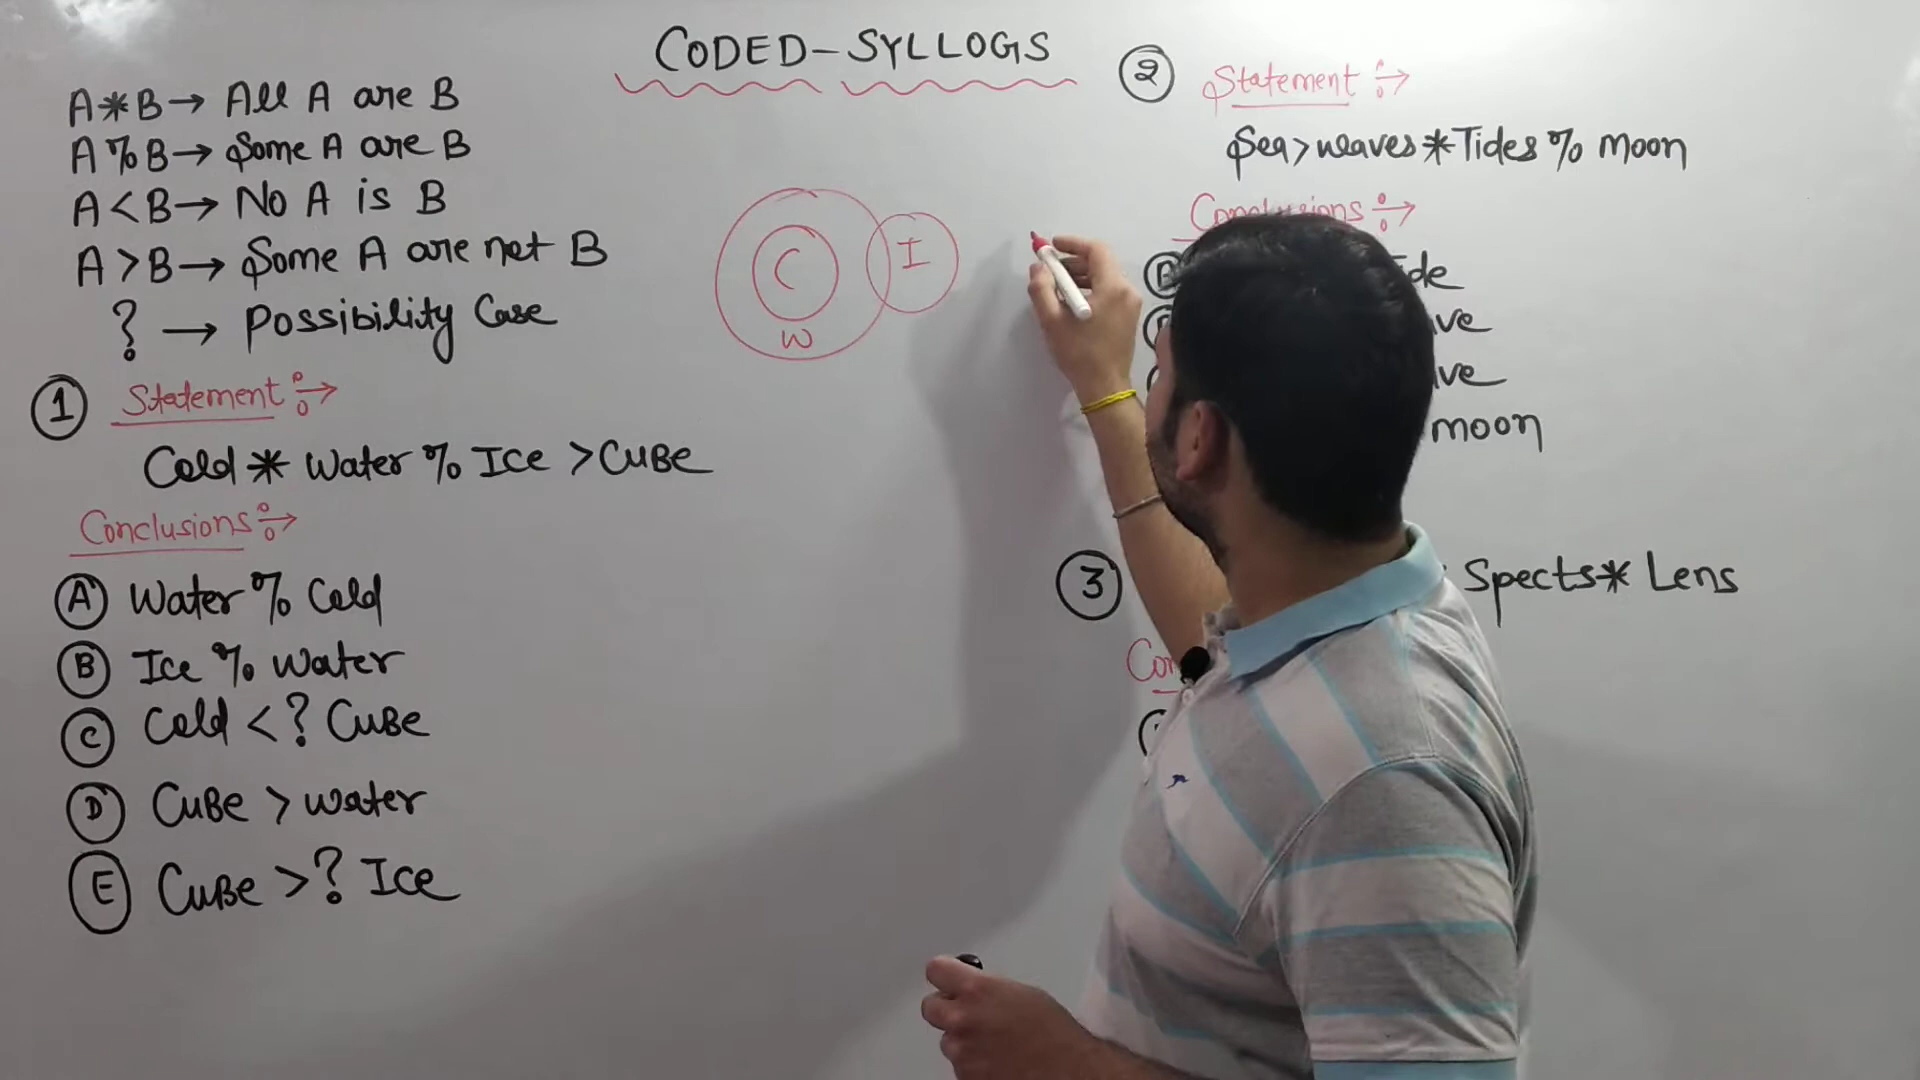 CODED-SYLLOGS
A*B→ All A are B
A%B→ Some A are B
A<B→ No A is B
A>B→ Some A are not B
? → Possibility Case
1 Statement
Cold * Water % Ice >CuBe
Conclusions
A Water % Cold
B Ice % Water
C Cold <? CuBe
D CuBe > water
E CuBe >? Ice
C
W
I
2 Statement
Sea>waves*Tides % moon
Conclusions
moon
3 Spects* Lens